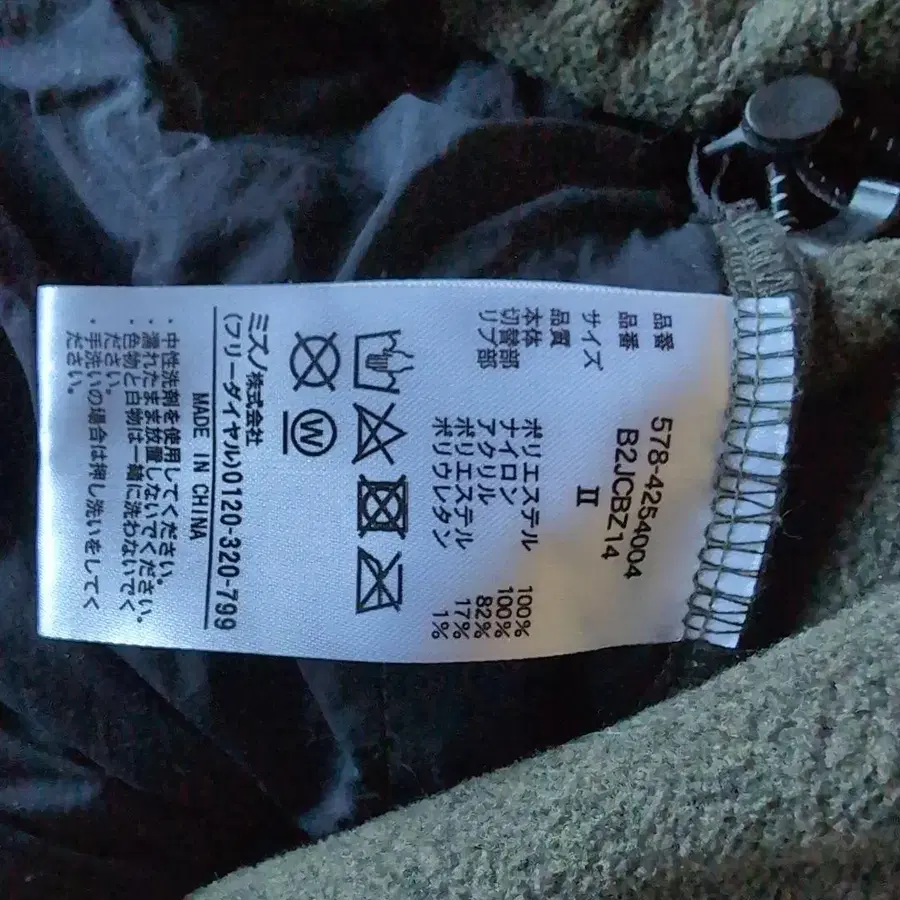 品番 578-4254004
品番 B2JCBZ14
サイズ II
品質
本体 ポリエステル 100%
切替部 ナイロン 100%
リブ部 アクリル 82%
ポリエステル 17%
ポリウレタン 1%
W
ミズノ株式会社
(フリーダイヤル)0120-320-799
MADE IN CHINA
・中性洗剤を使用してください。
・濡れたまま放置しないでください。
・色物と白物は一緒に洗わないでく
ださい。
・手洗いの場合は押し洗いをしてく
ださい。